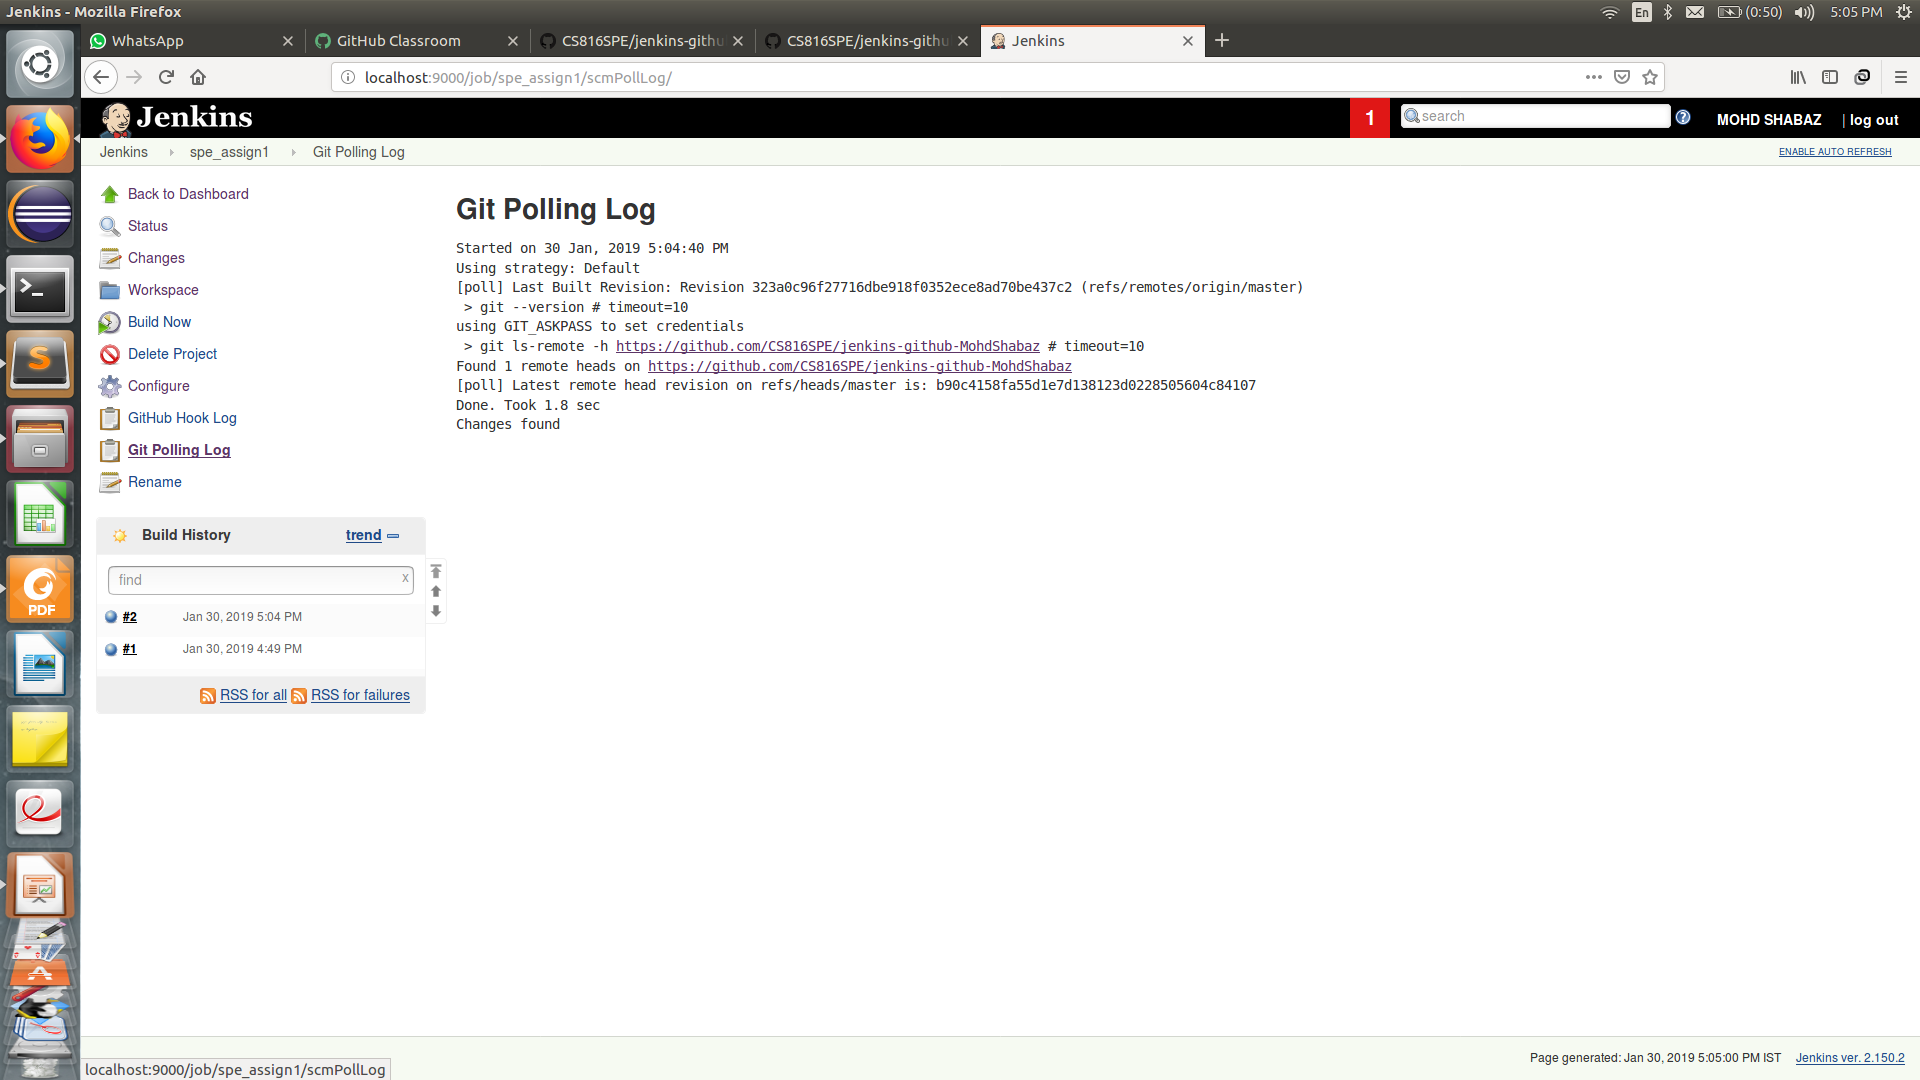 Jenkins - Mozilla Firefox
En
(0:50)
5:05 PM
WhatsApp
GitHub Classroom
CS816SPE/jenkins-githu
CS816SPE/jenkins-githu
Jenkins
localhost:9000/job/spe_assign1/scmPollLog/
Jenkins
1
search
MOHD SHABAZ
| log out
Jenkins
spe_assign1
Git Polling Log
ENABLE AUTO REFRESH
Back to Dashboard
Status
Changes
Workspace
Build Now
Delete Project
Configure
GitHub Hook Log
Git Polling Log
Rename
Build History
trend
find
x
#2
Jan 30, 2019 5:04 PM
#1
Jan 30, 2019 4:49 PM
RSS for all
RSS for failures
Git Polling Log
Started on 30 Jan, 2019 5:04:40 PM
Using strategy: Default
[poll] Last Built Revision: Revision 323a0c96f27716dbe918f0352ece8ad70be437c2 (refs/remotes/origin/master)
> git --version # timeout=10
using GIT_ASKPASS to set credentials
> git ls-remote -h https://github.com/CS816SPE/jenkins-github-MohdShabaz # timeout=10
Found 1 remote heads on https://github.com/CS816SPE/jenkins-github-MohdShabaz
[poll] Latest remote head revision on refs/heads/master is: b90c4158fa55d1e7d138123d0228505604c84107
Done. Took 1.8 sec
Changes found
PDF
Page generated: Jan 30, 2019 5:05:00 PM IST
Jenkins ver. 2.150.2
localhost:9000/job/spe_assign1/scmPollLog